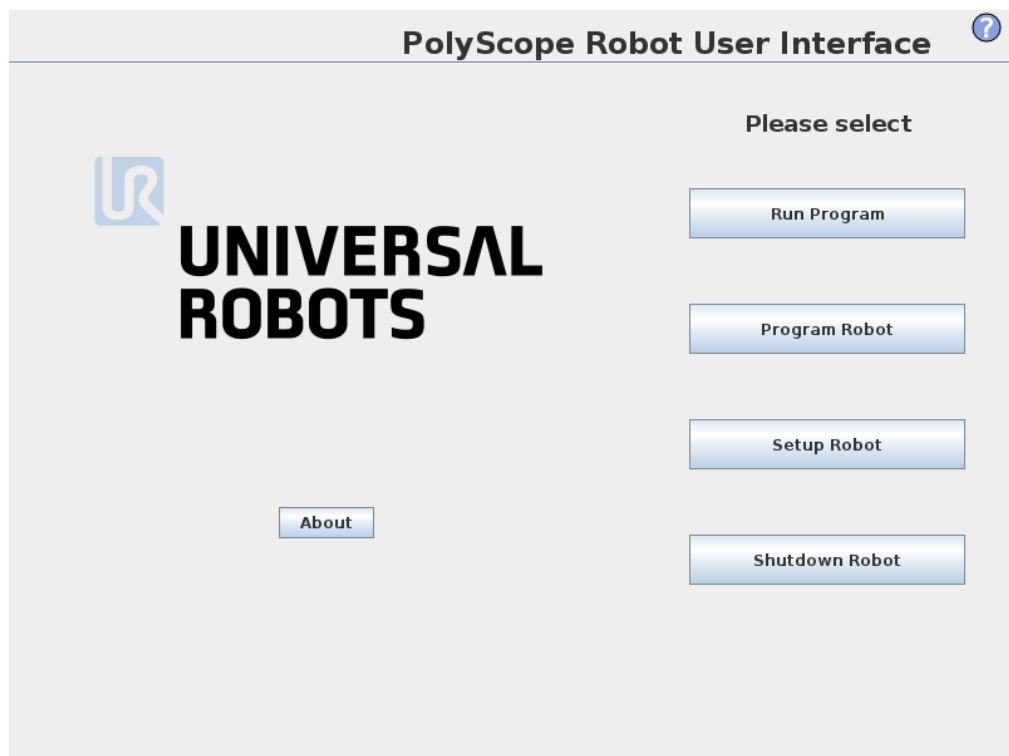 PolyScope Robot User Interface
?
Please select
UR
UNIVERSAL
ROBOTS
Run Program
Program Robot
Setup Robot
About
Shutdown Robot